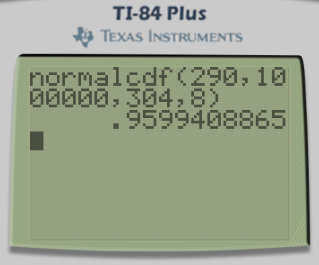 TI-84 Plus
TEXAS INSTRUMENTS
normalcdf(290,10
00000,304,8)
.9599408865